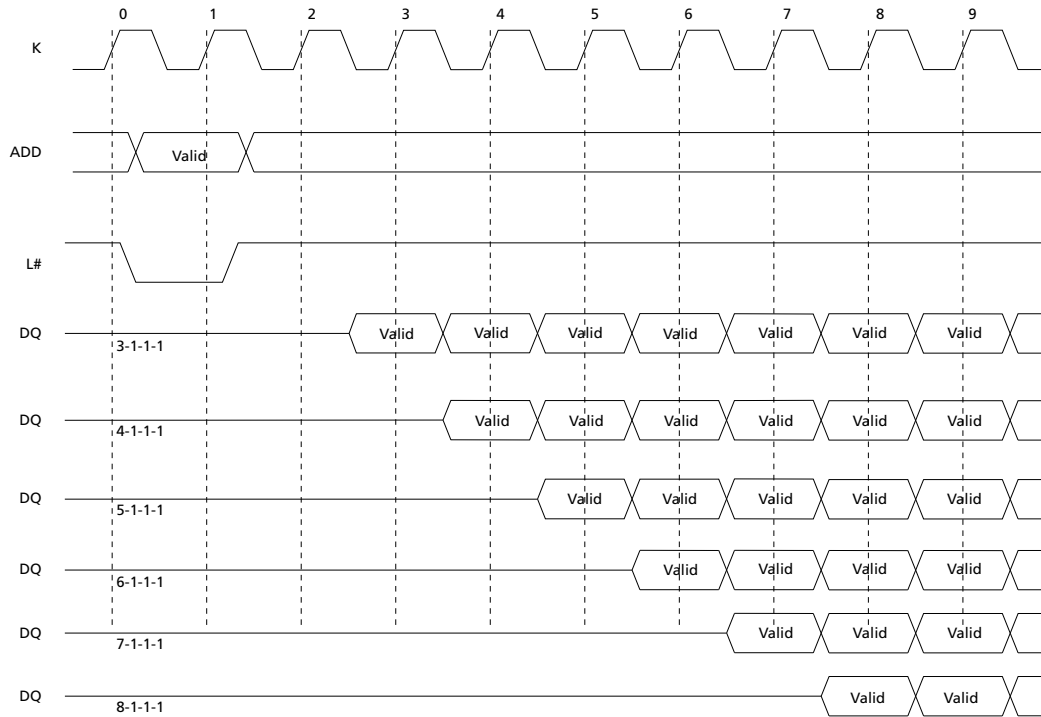 0 1 2 3 4 5 6 7 8 9
K
ADD Valid
L#
DQ Valid Valid Valid Valid Valid Valid Valid
3-1-1-1
DQ Valid Valid Valid Valid Valid Valid
4-1-1-1
DQ Valid Valid Valid Valid Valid
5-1-1-1
DQ Valid Valid Valid Valid
6-1-1-1
DQ Valid Valid Valid
7-1-1-1
DQ Valid Valid
8-1-1-1